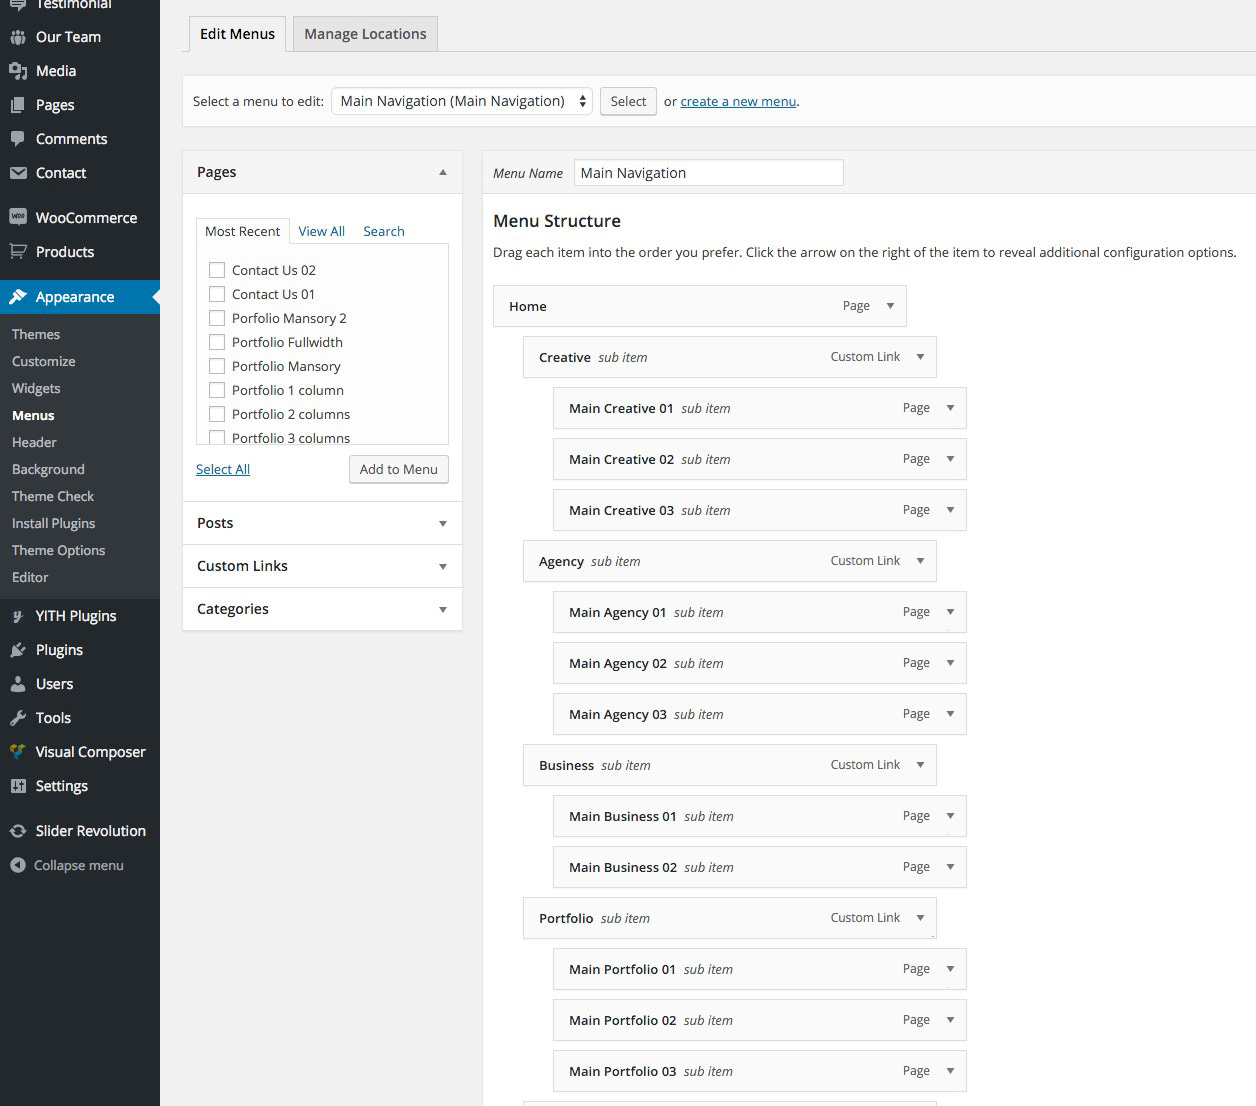 Testimonial
Our Team
Media
Pages
Comments
Contact
WooCommerce
Products
Appearance
Themes
Customize
Widgets
Menus
Header
Background
Theme Check
Install Plugins
Theme Options
Editor
YITH Plugins
Plugins
Users
Tools
Visual Composer
Settings
Slider Revolution
Collapse menu
Edit Menus Manage Locations
Select a menu to edit: Main Navigation (Main Navigation) Select or create a new menu.
Pages
Most Recent View All Search
Contact Us 02
Contact Us 01
Porfolio Mansory 2
Portfolio Fullwidth
Portfolio Mansory
Portfolio 1 column
Portfolio 2 columns
Portfolio 3 columns
Select All Add to Menu
Posts
Custom Links
Categories
Menu Name Main Navigation
Menu Structure
Drag each item into the order you prefer. Click the arrow on the right of the item to reveal additional configuration options.
Home Page
Creative sub item Custom Link
Main Creative 01 sub item Page
Main Creative 02 sub item Page
Main Creative 03 sub item Page
Agency sub item Custom Link
Main Agency 01 sub item Page
Main Agency 02 sub item Page
Main Agency 03 sub item Page
Business sub item Custom Link
Main Business 01 sub item Page
Main Business 02 sub item Page
Portfolio sub item Custom Link
Main Portfolio 01 sub item Page
Main Portfolio 02 sub item Page
Main Portfolio 03 sub item Page